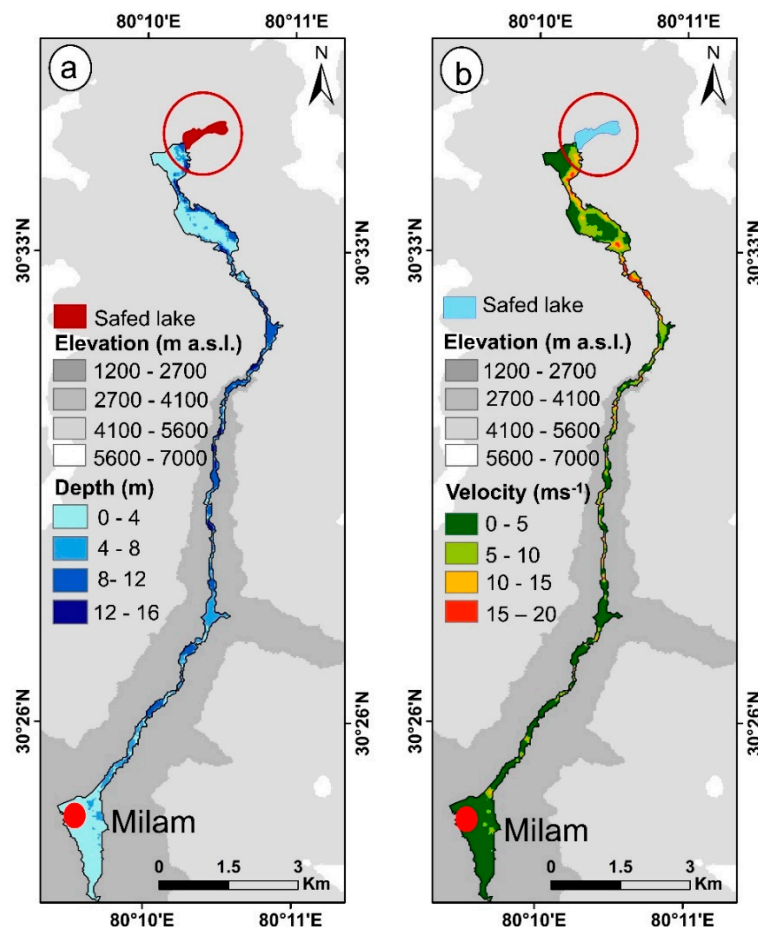 80°10'E
80°11'E
a
N
30°33'N
Safed lake
Elevation (m a.s.l.)
1200 - 2700
2700 - 4100
4100 - 5600
5600 - 7000
Depth (m)
0 - 4
4 - 8
8- 12
12 - 16
30°26'N
Milam
0
1.5
3
Km
80°10'E
80°11'E
80°10'E
80°11'E
b
N
30°33'N
Safed lake
Elevation (m a.s.l.)
1200 - 2700
2700 - 4100
4100 - 5600
5600 - 7000
Velocity (ms⁻¹)
0 - 5
5 - 10
10 - 15
15 – 20
30°26'N
Milam
0
1.5
3
Km
80°10'E
80°11'E